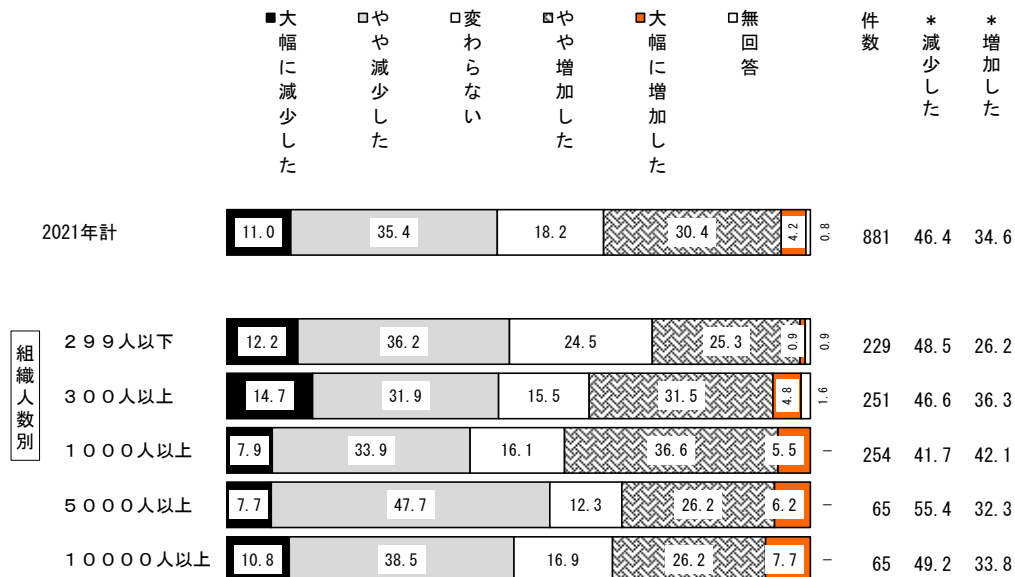 ■大幅に減少した
□やや減少した
□変わらない
□やや増加した
■大幅に増加した
□無回答
件数
*減少した
*増加した
2021年計 11.0 35.4 18.2 30.4 4.2 0.8 881 46.4 34.6
組織人数別
299人以下 12.2 36.2 24.5 25.3 0.9 0.9 229 48.5 26.2
300人以上 14.7 31.9 15.5 31.5 4.8 1.6 251 46.6 36.3
1000人以上 7.9 33.9 16.1 36.6 5.5 - 254 41.7 42.1
5000人以上 7.7 47.7 12.3 26.2 6.2 - 65 55.4 32.3
10000人以上 10.8 38.5 16.9 26.2 7.7 - 65 49.2 33.8